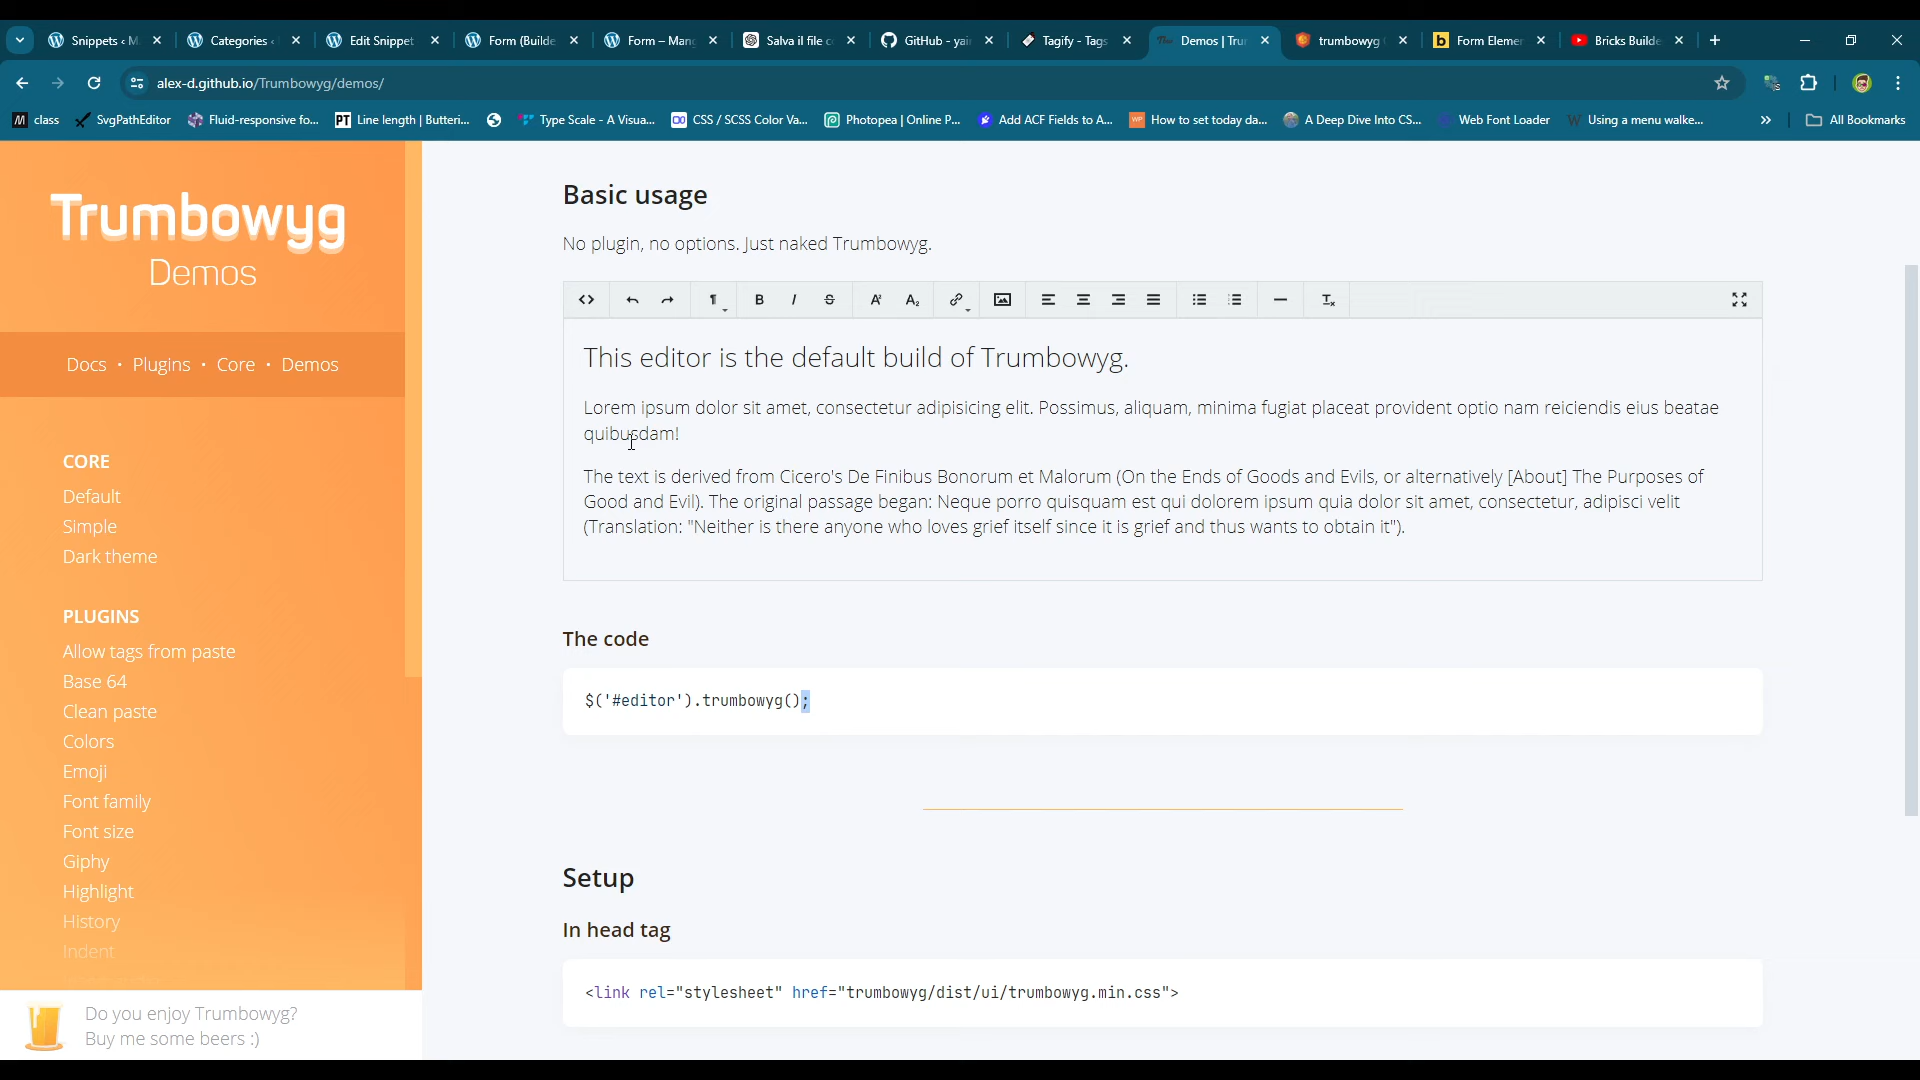 Snippets ‹ M
Categories ‹
Edit Snippet
Form (Builde
Form – Man
Salva il file c
GitHub - yai
Tagify - Tags
Demos | Tru
trumbowyg
Form Elemen
Bricks Builde
alex-d.github.io/Trumbowyg/demos/
class
SvgPathEditor
Fluid-responsive fo...
PT Line length | Butteri...
Type Scale - A Visua...
CSS / SCSS Color Va...
Photopea | Online P...
Add ACF Fields to A...
WP How to set today da...
A Deep Dive Into CS...
Web Font Loader
Using a menu walke...
»
All Bookmarks
Trumbowyg
Demos
Docs • Plugins • Core • Demos
CORE
Default
Simple
Dark theme
PLUGINS
Allow tags from paste
Base 64
Clean paste
Colors
Emoji
Font family
Font size
Giphy
Highlight
History
Indent
Do you enjoy Trumbowyg?
Buy me some beers :)
Basic usage
No plugin, no options. Just naked Trumbowyg.
This editor is the default build of Trumbowyg.
Lorem ipsum dolor sit amet, consectetur adipisicing elit. Possimus, aliquam, minima fugiat placeat provident optio nam reiciendis eius beatae
quibusdam!
The text is derived from Cicero's De Finibus Bonorum et Malorum (On the Ends of Goods and Evils, or alternatively [About] The Purposes of
Good and Evil). The original passage began: Neque porro quisquam est qui dolorem ipsum quia dolor sit amet, consectetur, adipisci velit
(Translation: "Neither is there anyone who loves grief itself since it is grief and thus wants to obtain it").
The code
$('#editor').trumbowyg();
Setup
In head tag
<link rel="stylesheet" href="trumbowyg/dist/ui/trumbowyg.min.css">